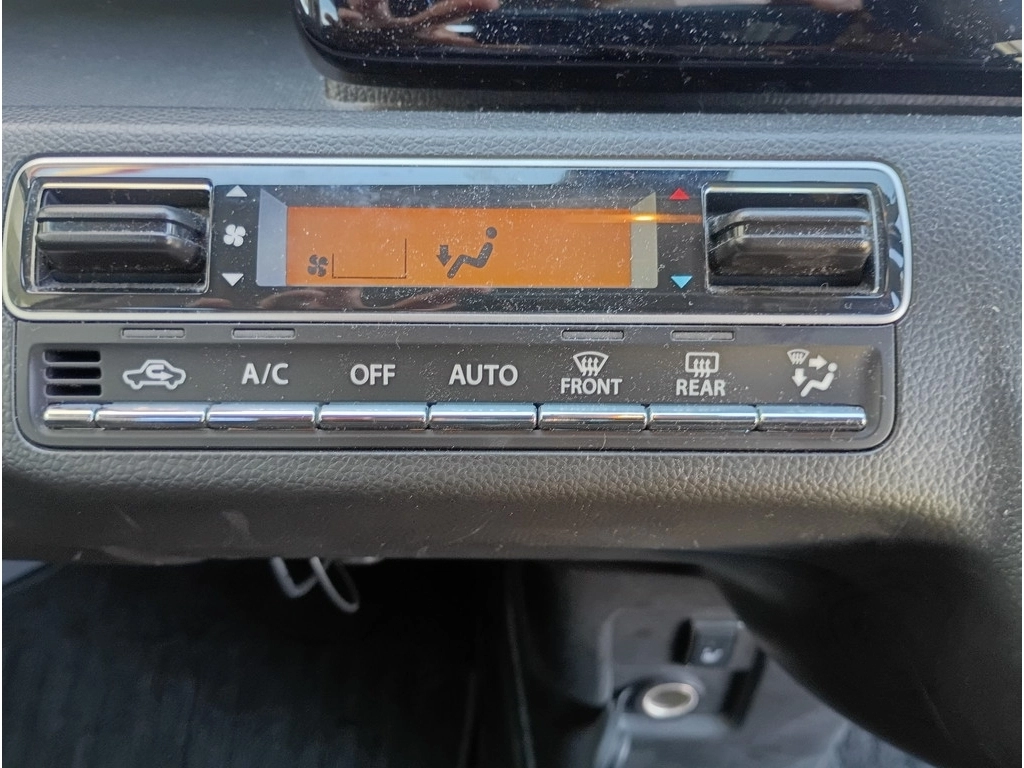 A/C OFF AUTO FRONT REAR